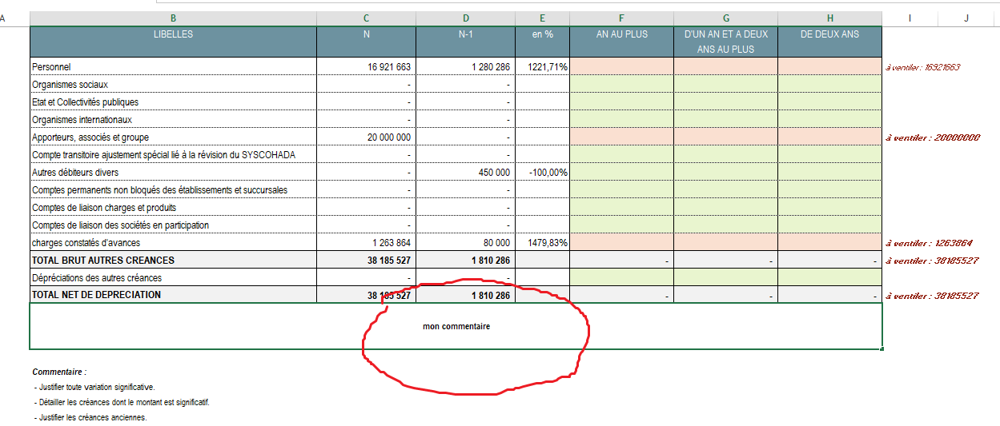 A B C D E F G H I J
LIBELLES N N-1 en % AN AU PLUS D'UN AN ET A DEUX ANS AU PLUS DE DEUX ANS
Personnel 16 921 663 1 280 286 1221,71% à ventiler : 16921663
Organismes sociaux - -
Etat et Collectivités publiques - -
Organismes internationaux - -
Apporteurs, associés et groupe 20 000 000 - à ventiler : 20000000
Compte transitoire ajustement spécial lié á la révision du SYSCOHADA - -
Autres débiteurs divers - 450 000 -100,00%
Comptes permanents non bloqués des établissements et succursales - -
Comptes de liaison charges et produits - -
Comptes de liaison des sociétés en participation - -
charges constatés d'avances 1 263 864 80 000 1479,83% à ventiler : 1263864
TOTAL BRUT AUTRES CREANCES 38 185 527 1 810 286 - - - à ventiler : 38185527
Dépréciations des autres créances - -
TOTAL NET DE DEPRECIATION 38 185 527 1 810 286 - - - à ventiler : 38185527
mon commentaire
Commentaire :
- Justifier toute variation significative.
- Détailler les créances dont le montant est significatif.
- Justifier les créances anciennes.